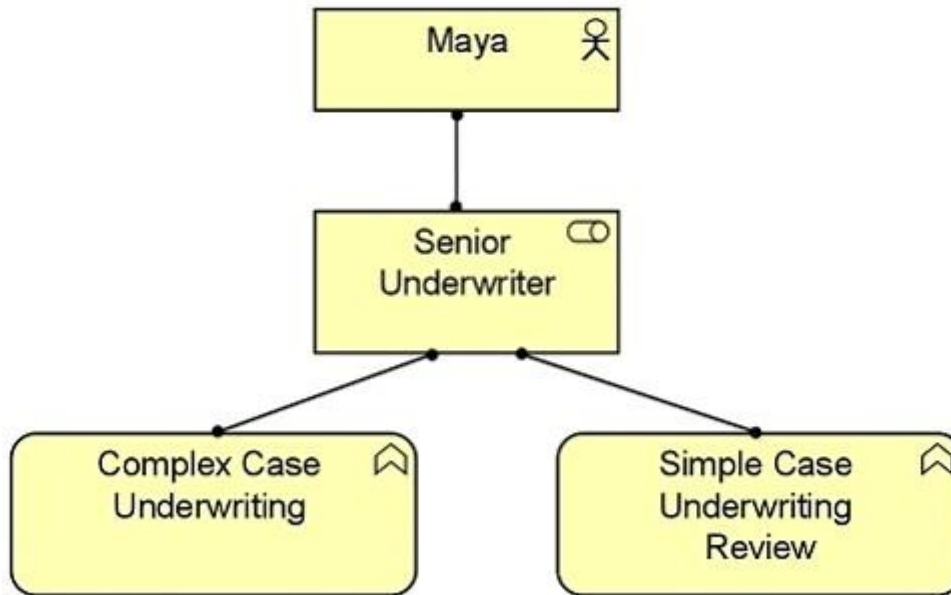 Maya
Senior
Underwriter
Complex Case
Underwriting
Simple Case
Underwriting
Review